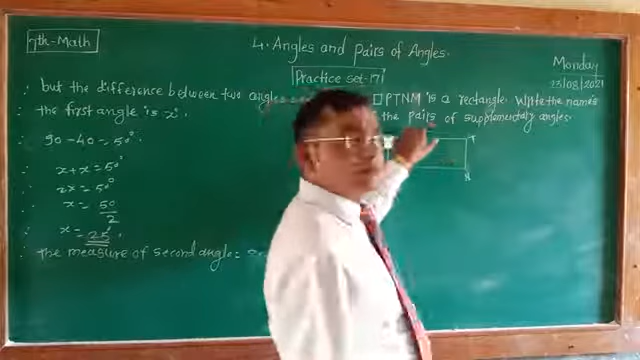 7th-Math
4. Angles and pairs of Angles.
Practice set-17
Monday
23/08/2021
∴ but the difference between two angles
∴ the first angle is x°.
∴ 90 - 40 = 50°.
∴ x + x = 50°
∴ 2x = 50°
∴ x = 50/2
∴ x = 25°.
∴ the measure of second angle =
□ PTNM is a rectangle. Write the names
the pairs of supplementary angles.
T
N